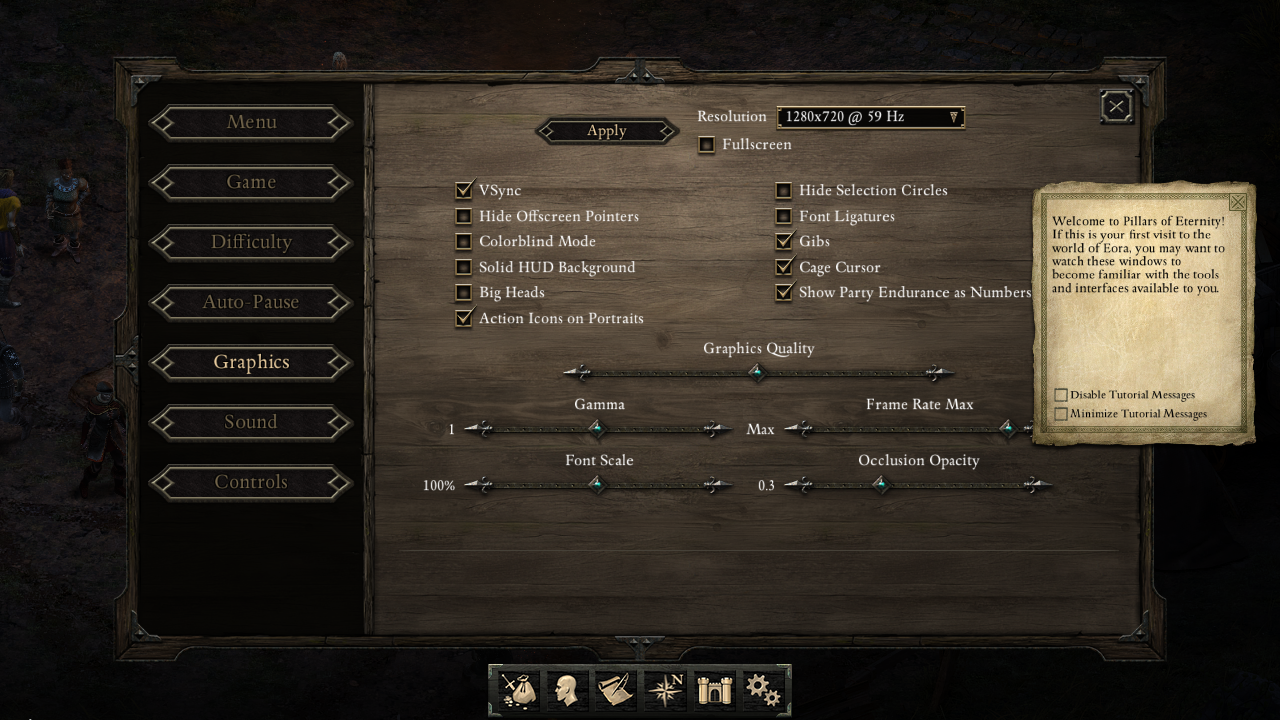 Menu
Game
Difficulty
Auto-Pause
Graphics
Sound
Controls
Apply
Resolution
1280x720 @ 59 Hz
Fullscreen
VSync
Hide Offscreen Pointers
Colorblind Mode
Solid HUD Background
Big Heads
Action Icons on Portraits
Hide Selection Circles
Font Ligatures
Gibs
Cage Cursor
Show Party Endurance as Numbers
Graphics Quality
Gamma
1
Frame Rate Max
Max
Font Scale
100%
Occlusion Opacity
0.3
Welcome to Pillars of Eternity!
If this is your first visit to the
world of Eora, you may want to
watch these windows to
become familiar with the tools
and interfaces available to you.
Disable Tutorial Messages
Minimize Tutorial Messages
N